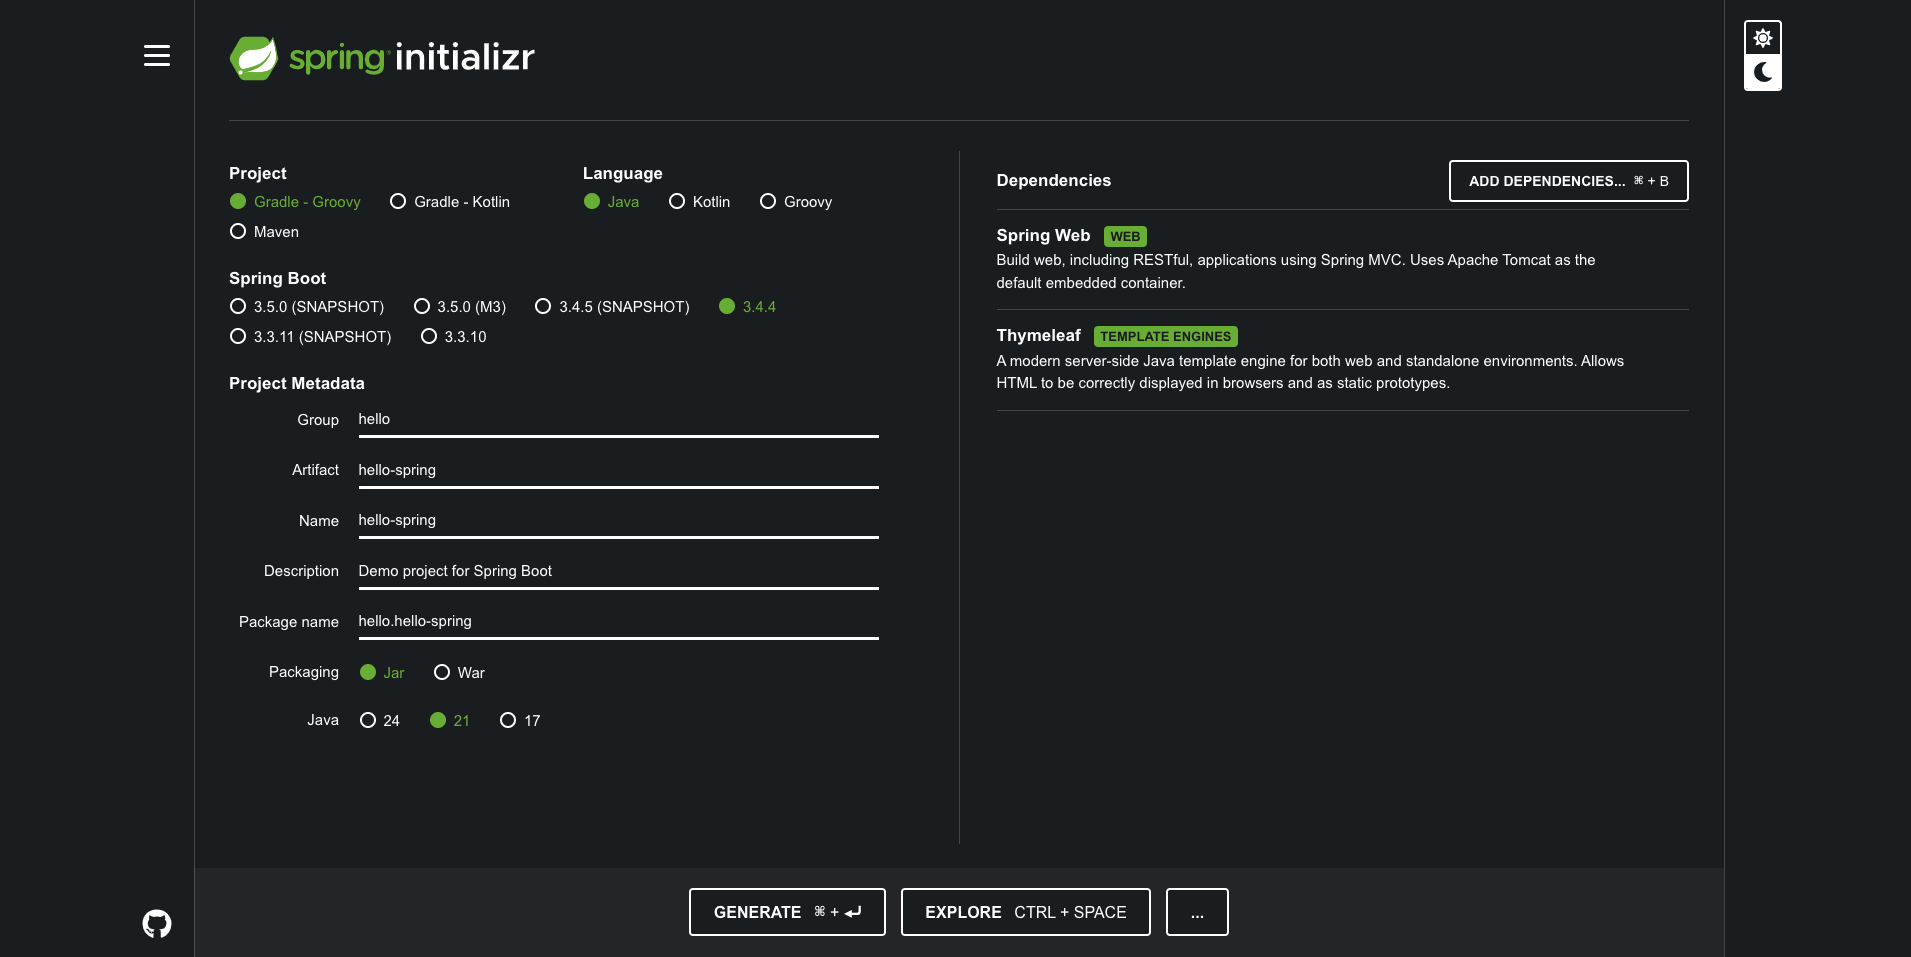 spring initializr
Project
Gradle - Groovy Gradle - Kotlin
Maven
Language
Java Kotlin Groovy
Spring Boot
3.5.0 (SNAPSHOT) 3.5.0 (M3) 3.4.5 (SNAPSHOT) 3.4.4
3.3.11 (SNAPSHOT) 3.3.10
Project Metadata
Group hello
Artifact hello-spring
Name hello-spring
Description Demo project for Spring Boot
Package name hello.hello-spring
Packaging Jar War
Java 24 21 17
Dependencies
ADD DEPENDENCIES... ⌘ + B
Spring Web WEB
Build web, including RESTful, applications using Spring MVC. Uses Apache Tomcat as the
default embedded container.
Thymeleaf TEMPLATE ENGINES
A modern server-side Java template engine for both web and standalone environments. Allows
HTML to be correctly displayed in browsers and as static prototypes.
GENERATE ⌘ + ⏎
EXPLORE CTRL + SPACE
...